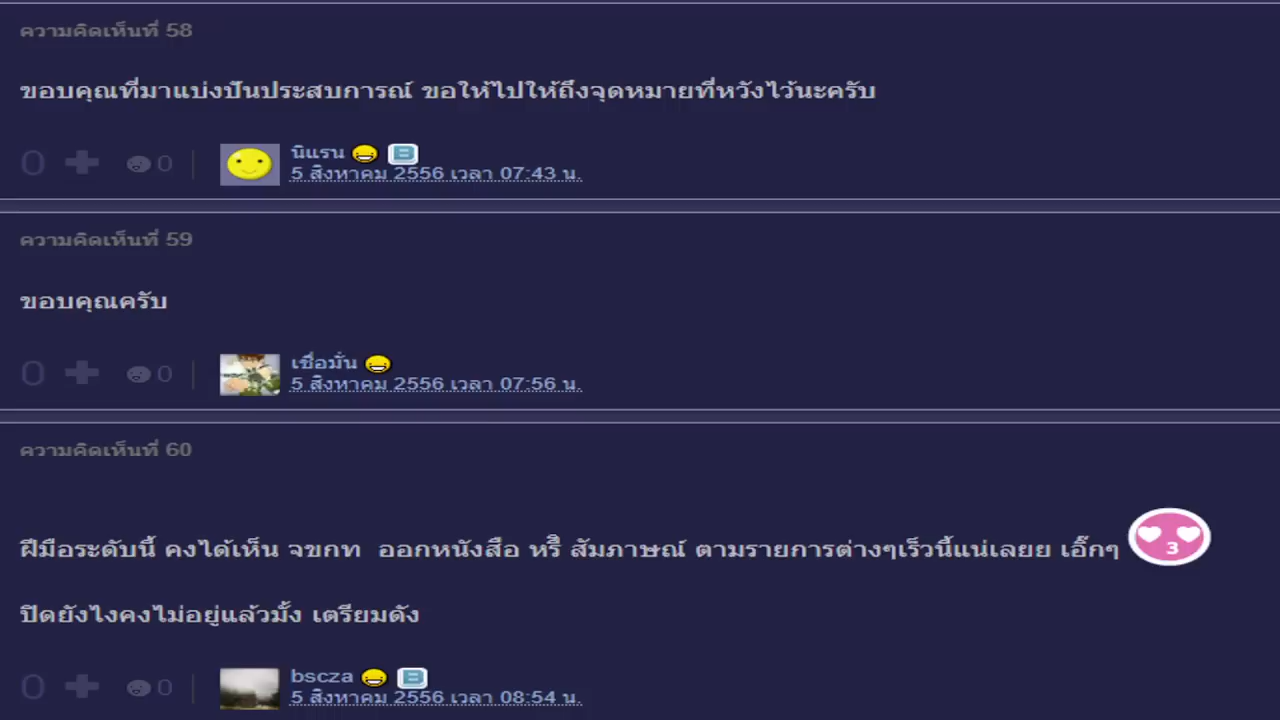 ความคิดเห็นที่ 58
ขอบคุณที่มาแบ่งปันประสบการณ์ ขอให้ไปให้ถึงจุดหมายที่หวังไว้นะครับ
0 0 นิแรน
5 สิงหาคม 2556 เวลา 07:43 น.
ความคิดเห็นที่ 59
ขอบคุณครับ
0 0 เชื่อมั่น
5 สิงหาคม 2556 เวลา 07:56 น.
ความคิดเห็นที่ 60
ฝีมือระดับนี้ คงได้เห็น จขกท ออกหนังสือ หรื่ สัมภาษณ์ ตามรายการต่างๆเร็วนี้แน่เลยย เอิ๊กๆ 3
ปิดยังไงคงไม่อยู่แล้วมั้ง เตรียมดัง
0 0 bscza
5 สิงหาคม 2556 เวลา 08:54 น.